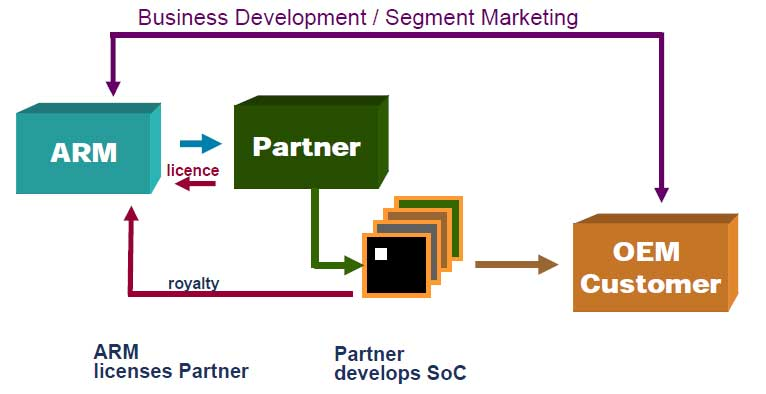 Business Development / Segment Marketing
ARM
Partner
licence
OEM
Customer
royalty
ARM
licenses Partner
Partner
develops SoC